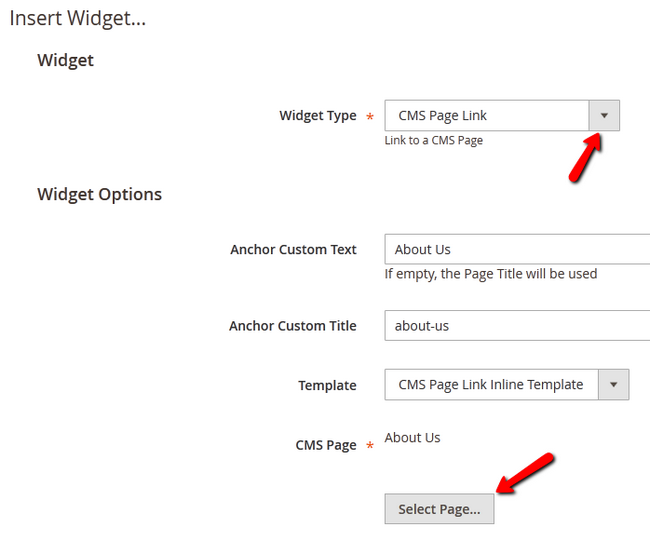 Insert Widget...
Widget
Widget Type * CMS Page Link
Link to a CMS Page
Widget Options
Anchor Custom Text About Us
If empty, the Page Title will be used
Anchor Custom Title about-us
Template CMS Page Link Inline Template
CMS Page * About Us
Select Page...